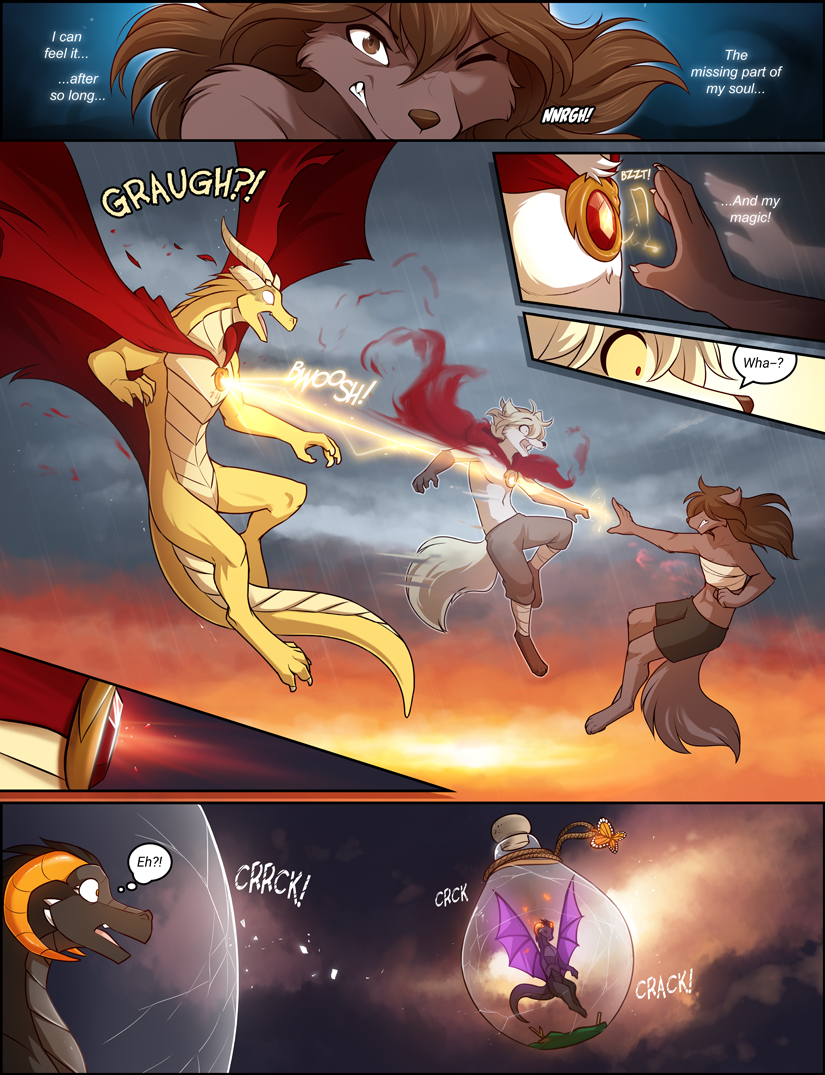 I can
feel it...
...after
so long...
The
missing part of
my soul...
NNRGH!
GRAUGH?!
BZZT!
...And my
magic!
Wha-?
BWOOSH!
Eh?!
CRRCK!
CRCK
CRACK!